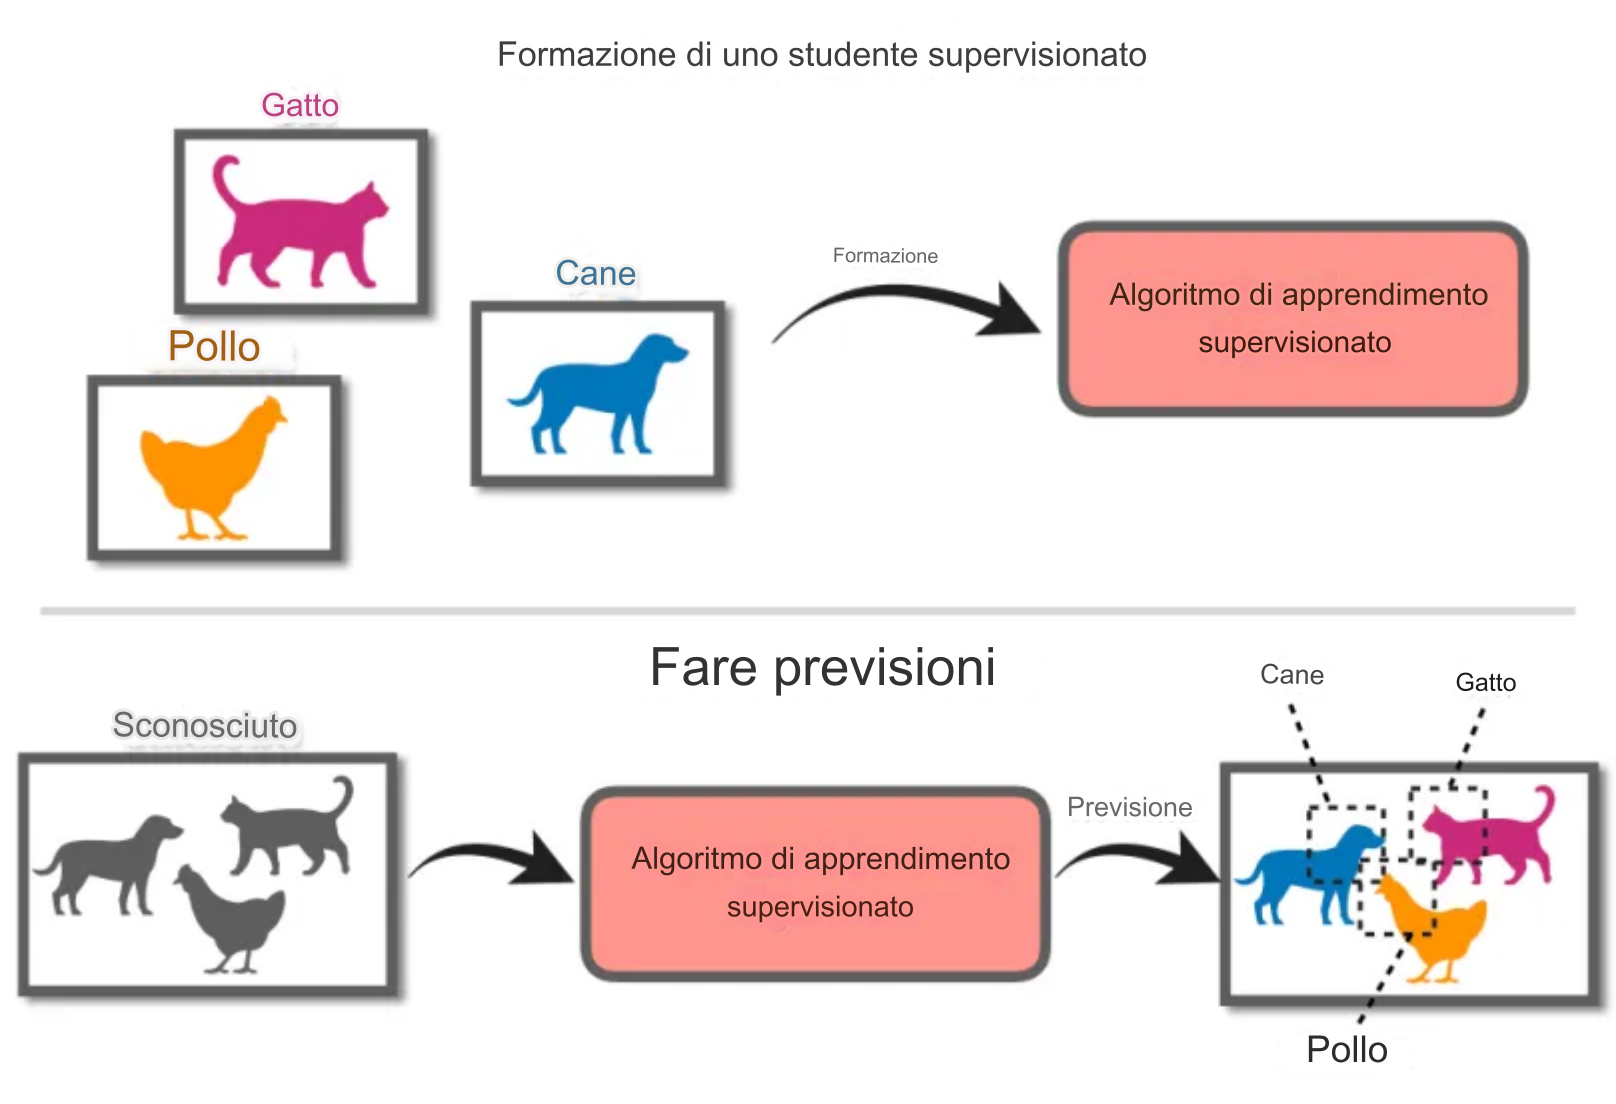 Formazione di uno studente supervisionato
Gatto
Cane
Pollo
Formazione
Algoritmo di apprendimento
supervisionato
Fare previsioni
Sconosciuto
Algoritmo di apprendimento
supervisionato
Previsione
Cane
Gatto
Pollo